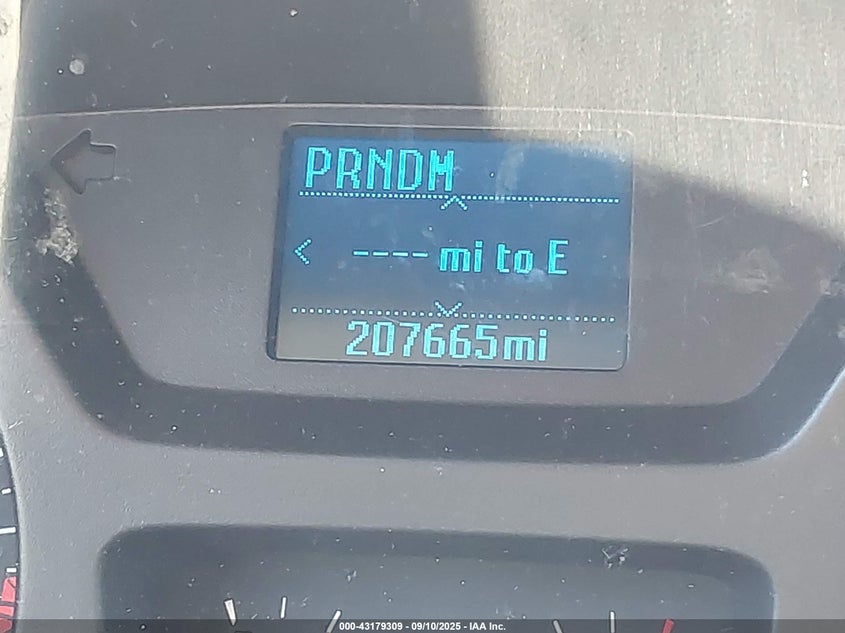 PRNDM
< ---- mi to E
207665mi
000-43179309 - 09/10/2025 - IAA Inc.